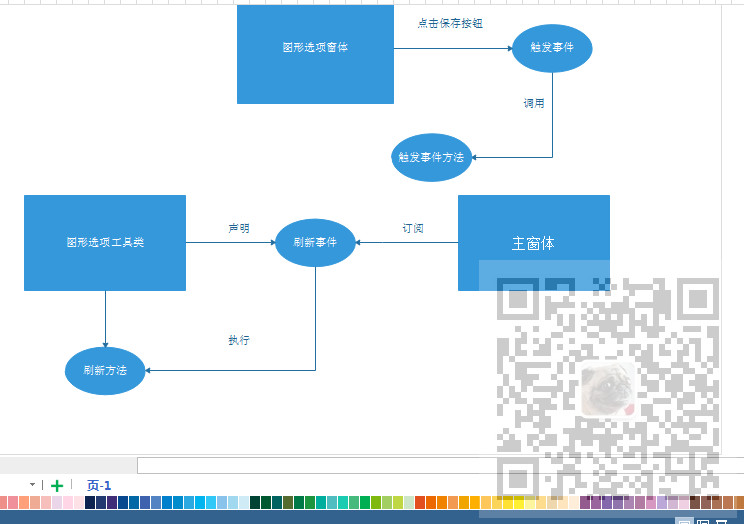 点击保存按钮
图形选项窗体
触发事件
调用
触发事件方法
图形选项工具类
声明
刷新事件
订阅
主窗体
执行
刷新方法
页-1